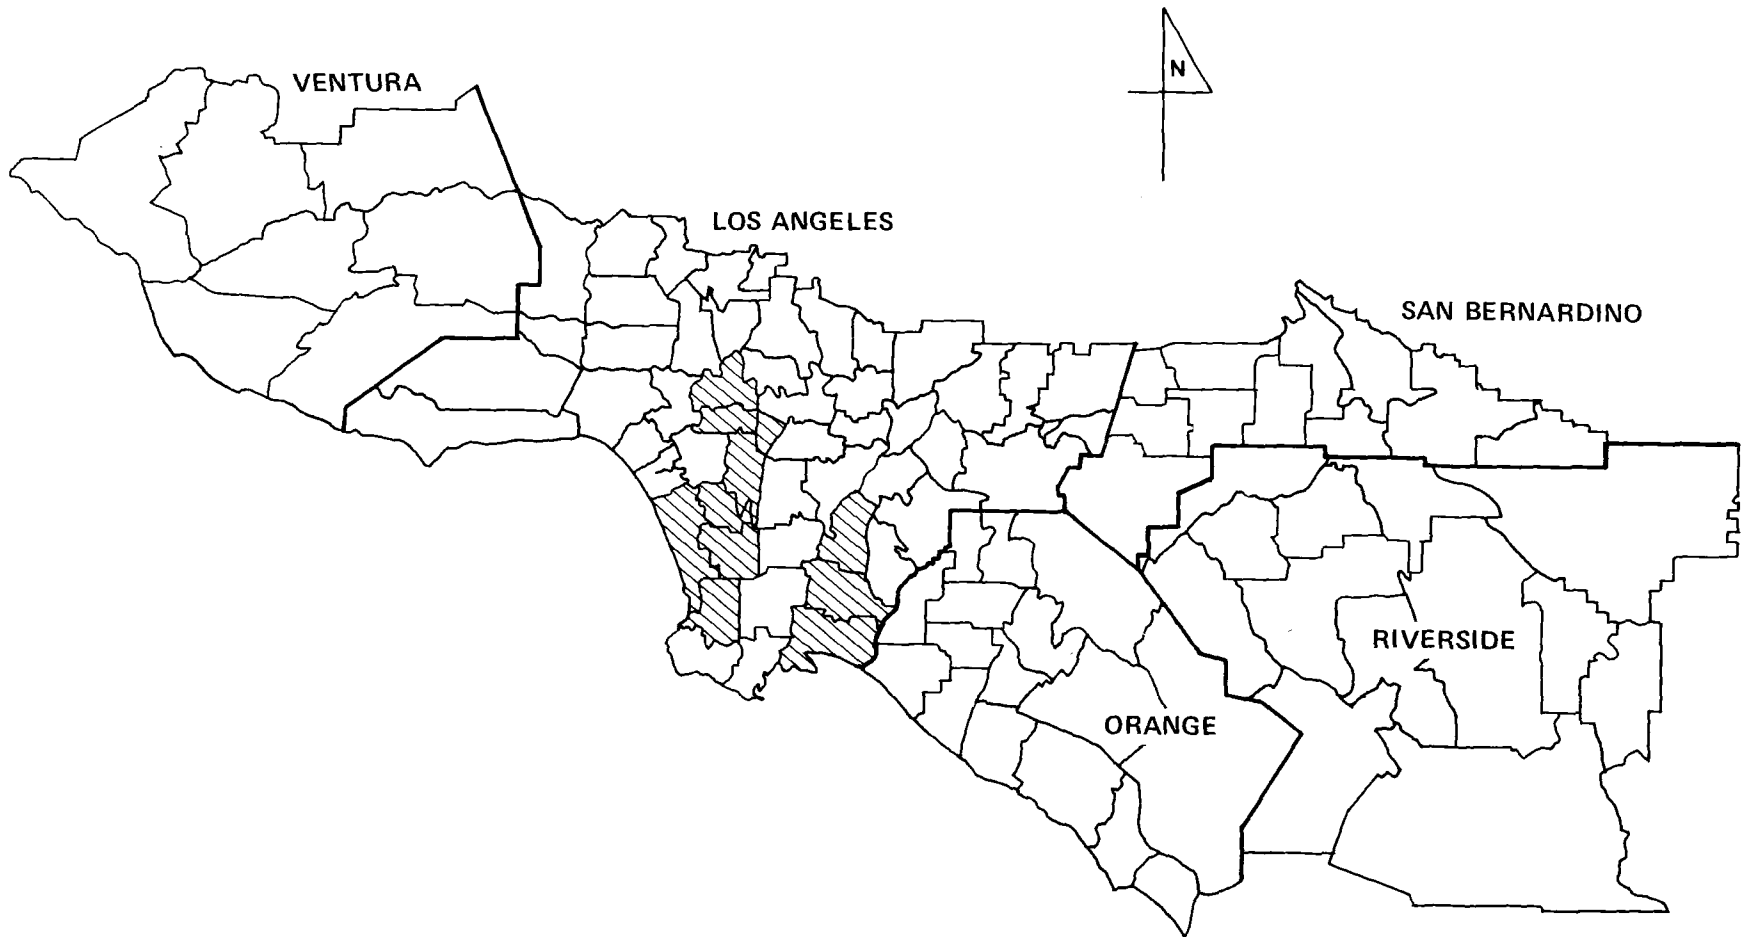 N
VENTURA
LOS ANGELES
SAN BERNARDINO
RIVERSIDE
ORANGE